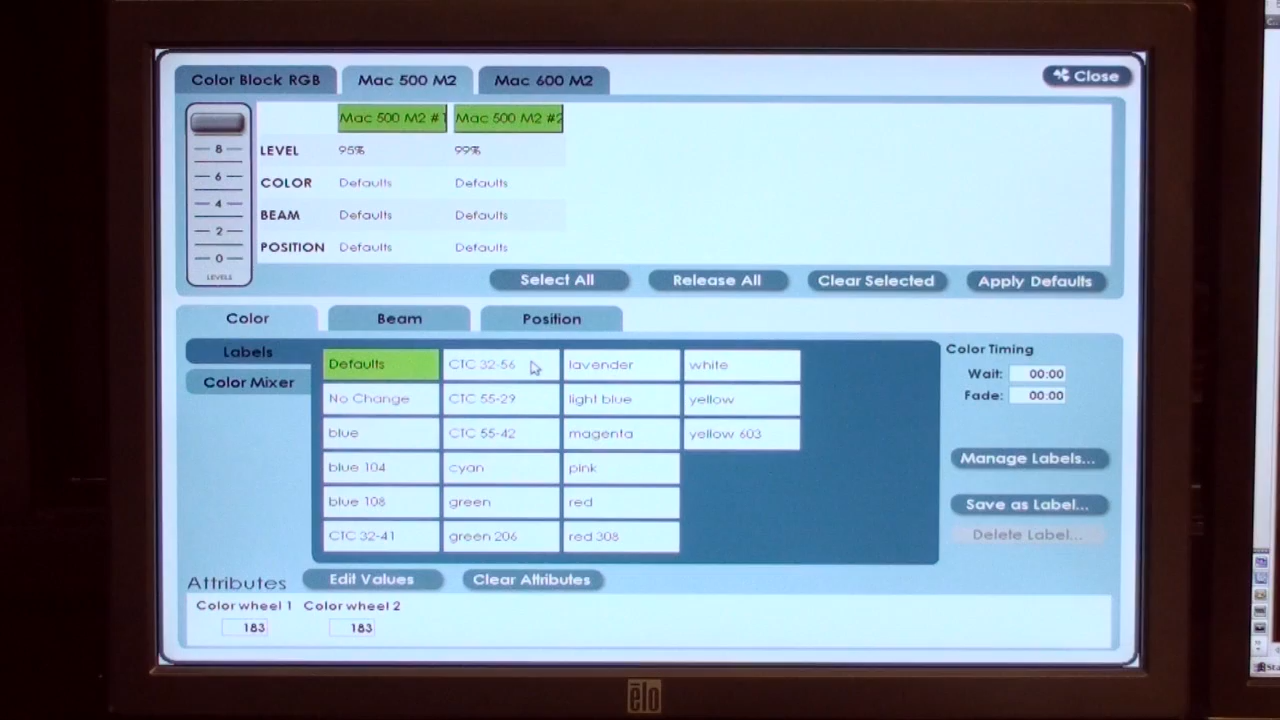 Color Block RGB Mac 500 M2 Mac 600 M2 Close
Mac 500 M2 #1 Mac 500 M2 #2
8
6
4
2
0
LEVELS
LEVEL 95% 99%
COLOR Defaults Defaults
BEAM Defaults Defaults
POSITION Defaults Defaults
Select All Release All Clear Selected Apply Defaults
Color Beam Position
Labels
Color Mixer
Defaults CTC 32-56 lavender white
No Change CTC 55-29 light blue yellow
blue CTC 55-42 magenta yellow 603
blue 104 cyan pink
blue 108 green red
CTC 32-41 green 206 red 308
Color Timing
Wait: 00:00
Fade: 00:00
Manage Labels...
Save as Label...
Delete Label...
Attributes Edit Values Clear Attributes
Color wheel 1 Color wheel 2
183 183
elo